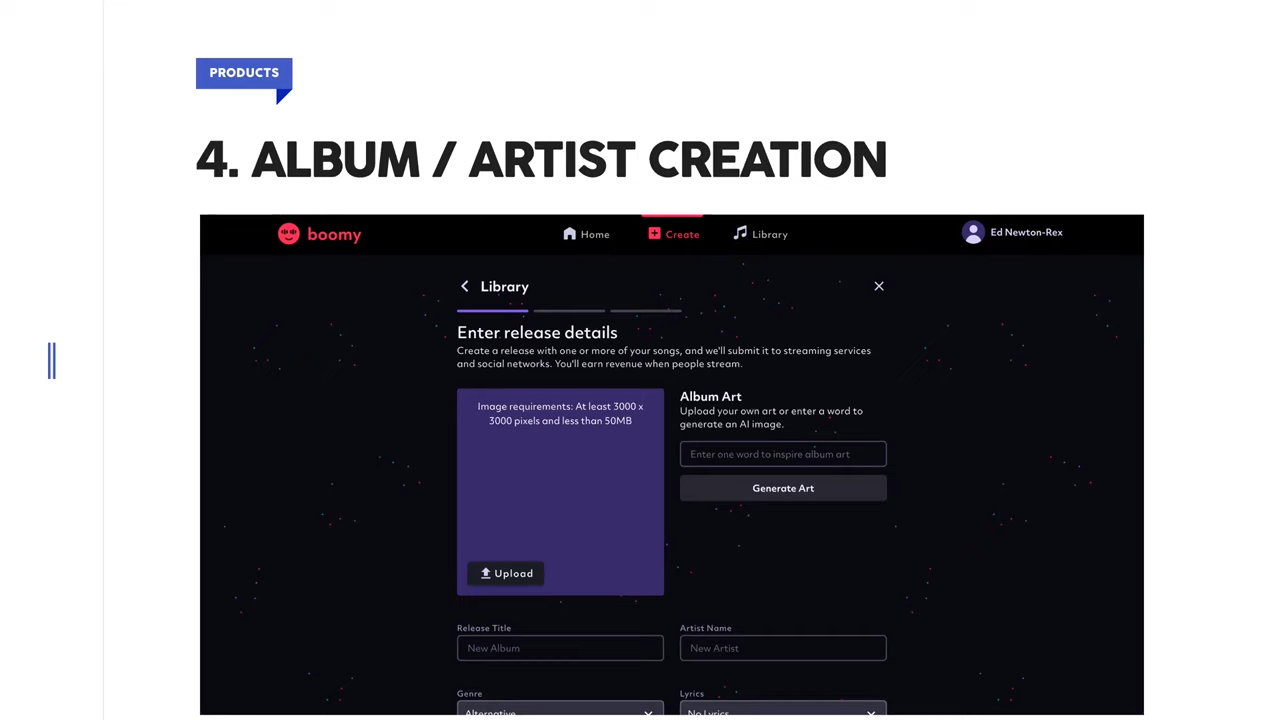 PRODUCTS
4. ALBUM / ARTIST CREATION
boomy
Home
Create
Library
Ed Newton-Rex
Library
Enter release details
Create a release with one or more of your songs, and we'll submit it to streaming services
and social networks. You'll earn revenue when people stream.
Image requirements: At least 3000 x
3000 pixels and less than 50MB
Upload
Album Art
Upload your own art or enter a word to
generate an AI image.
Enter one word to inspire album art
Generate Art
Release Title
New Album
Artist Name
New Artist
Genre
Alternative
Lyrics
No Lyrics